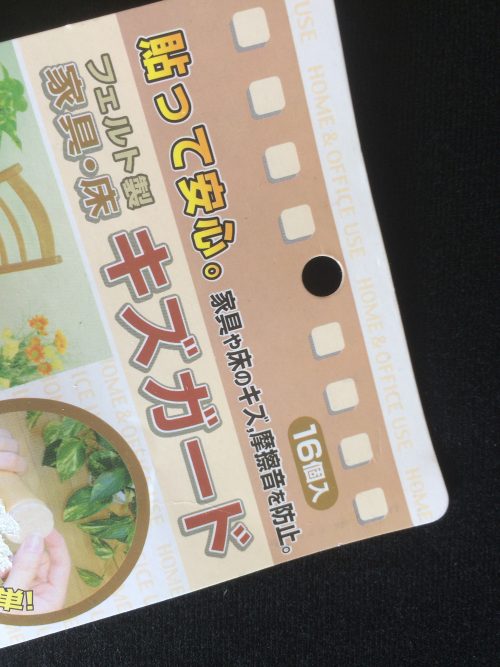 HOME & OFFICE USE
HOME & OFFICE USE
貼って安心。
家具や床のキズ、摩擦音を防止。
16個入
フェルト製
家具・床
キズガード
HOME & OFFICE USE
HOME